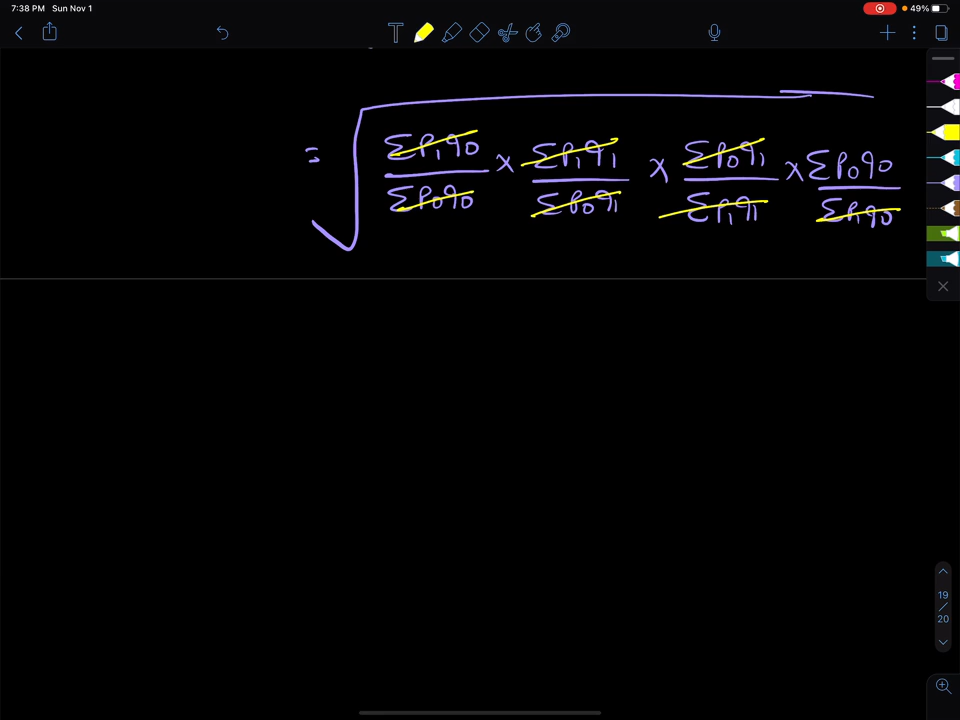 7:38 PM Sun Nov 1 49%
T
= √ Σp₁q₀ × Σp₁q₁ × Σp₀q₁ × Σp₀q₀
Σp₀q₀ Σp₀q₁ Σp₁q₁ Σp₁q₀
19
/
20